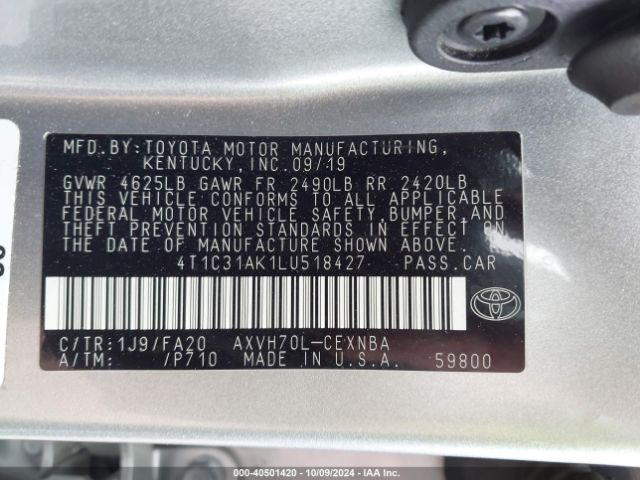 MFD.BY:TOYOTA MOTOR MANUFACTURING,
KENTUCKY,INC.09/19
GVWR 4625LB GAWR FR 2490LB RR 2420LB
THIS VEHICLE CONFORMS TO ALL APPLICABLE
FEDERAL MOTOR VEHICLE SAFETY,BUMPER,AND
THEFT PREVENTION STANDARDS IN EFFECT ON
THE DATE OF MANUFACTURE SHOWN ABOVE.
4T1C31AK1LU518427 PASS.CAR
C/TR:1J9/FA20 AXVH70L-CEXNBA
A/TM: /P710 MADE IN U.S.A. 59800
TOYOTA
000-40501420 | 10/09/2024 | IAA Inc.